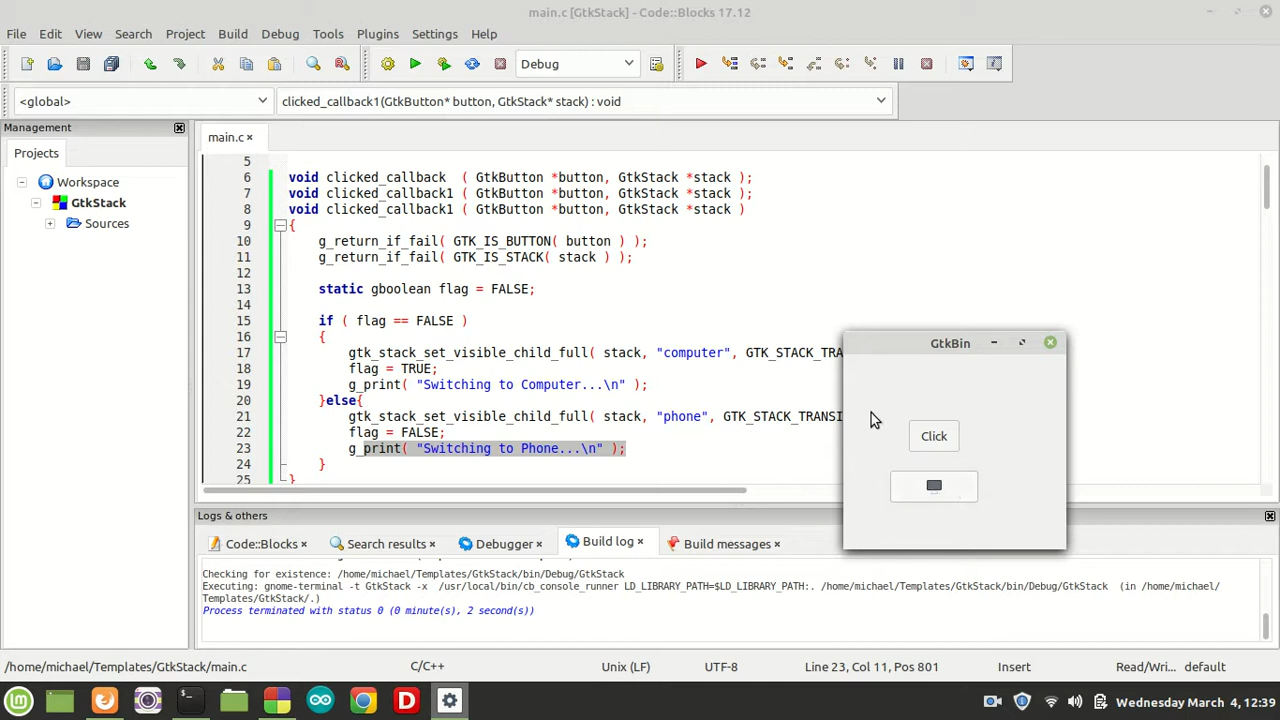 main.c [GtkStack] - Code::Blocks 17.12
File Edit View Search Project Build Debug Tools Plugins Settings Help
Debug
<global>
clicked_callback1(GtkButton* button, GtkStack* stack) : void
Management
Projects
Workspace
GtkStack
Sources
main.c
5
6 void clicked_callback ( GtkButton *button, GtkStack *stack );
7 void clicked_callback1 ( GtkButton *button, GtkStack *stack );
8 void clicked_callback1 ( GtkButton *button, GtkStack *stack )
9 {
10 g_return_if_fail( GTK_IS_BUTTON( button ) );
11 g_return_if_fail( GTK_IS_STACK( stack ) );
12
13 static gboolean flag = FALSE;
14
15 if ( flag == FALSE )
16 {
17 gtk_stack_set_visible_child_full( stack, "computer", GTK_STACK_TRA
18 flag = TRUE;
19 g_print( "Switching to Computer...\n" );
20 }else{
21 gtk_stack_set_visible_child_full( stack, "phone", GTK_STACK_TRANSI
22 flag = FALSE;
23 g_print( "Switching to Phone...\n" );
24 }
25 }
GtkBin
Click
Logs & others
Code::Blocks Search results Debugger Build log Build messages
Checking for existence: /home/michael/Templates/GtkStack/bin/Debug/GtkStack
Executing: gnome-terminal -t GtkStack -x /usr/local/bin/cb_console_runner LD_LIBRARY_PATH=$LD_LIBRARY_PATH:. /home/michael/Templates/GtkStack/bin/Debug/GtkStack (in /home/michael/
Templates/GtkStack/.)
Process terminated with status 0 (0 minute(s), 2 second(s))
/home/michael/Templates/GtkStack/main.c C/C++ Unix (LF) UTF-8 Line 23, Col 11, Pos 801 Insert Read/Wri... default
Wednesday March 4, 12:39